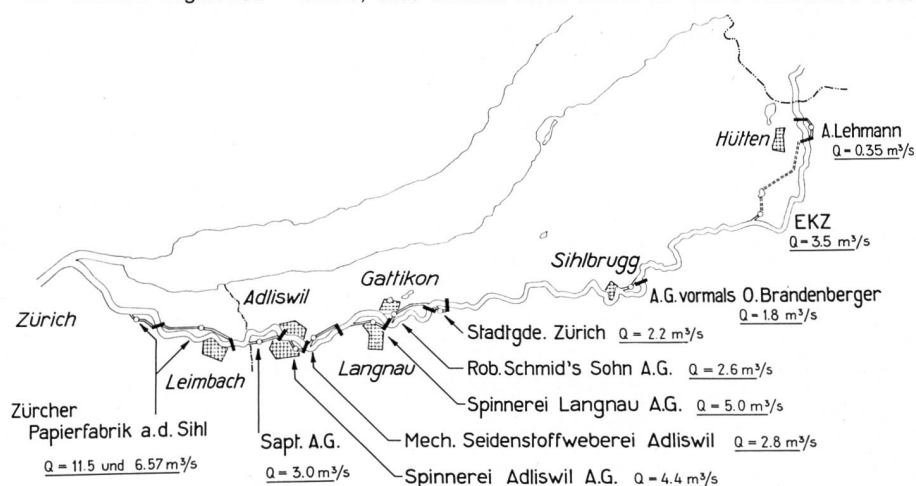 Hütten
A.Lehmann
Q = 0.35 m³/s
EKZ
Q = 3.5 m³/s
Sihlbrugg
A.G. vormals O. Brandenberger
Q = 1.8 m³/s
Gattikon
Adliswil
Zürich
Leimbach
Langnau
Stadtgde. Zürich Q = 2.2 m³/s
Rob. Schmid's Sohn A.G. Q = 2.6 m³/s
Spinnerei Langnau A.G. Q = 5.0 m³/s
Zürcher
Papierfabrik a.d. Sihl
Q = 11.5 und 6.57 m³/s
Sapt. A.G.
Q = 3.0 m³/s
Mech. Seidenstoffweberei Adliswil Q = 2.8 m³/s
Spinnerei Adliswil A.G. Q = 4.4 m³/s